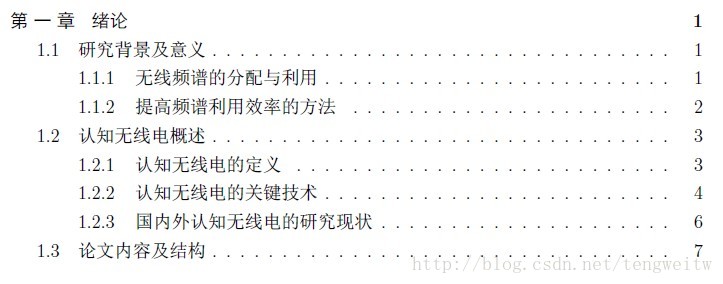 第一章 绪论 1
1.1 研究背景及意义 . . . . . . . . . . . . . . . . . . . . . . . . . . . . . . 1
1.1.1 无线频谱的分配与利用 . . . . . . . . . . . . . . . . . . . . . . . 1
1.1.2 提高频谱利用效率的方法 . . . . . . . . . . . . . . . . . . . . . 2
1.2 认知无线电概述 . . . . . . . . . . . . . . . . . . . . . . . . . . . . . . 3
1.2.1 认知无线电的定义 . . . . . . . . . . . . . . . . . . . . . . . . . 3
1.2.2 认知无线电的关键技术 . . . . . . . . . . . . . . . . . . . . . . . 4
1.2.3 国内外认知无线电的研究现状 . . . . . . . . . . . . . . . . . . . 6
1.3 论文内容及结构 . . . . . . . . . . . . . . . . . . . . . . . . . . . . . . 7
http://blog.csdn.net/tengweitw